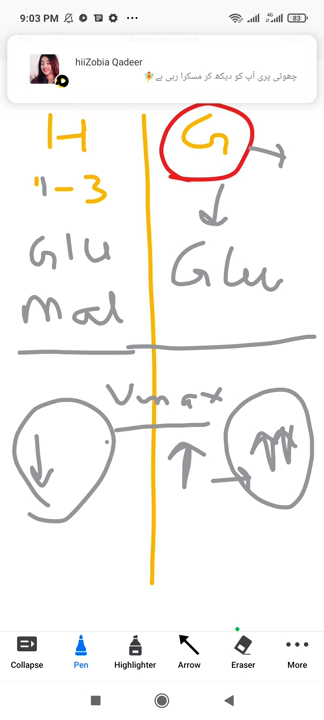 9:03 PM
83
hiiZobia Qadeer
چھوٹی پری آپ کو دیکھ کر مسکرا رہی ہے🧚
H G
1-3
Glu Glu
Mal
Vmax
Collapse Pen Highlighter Arrow Eraser More